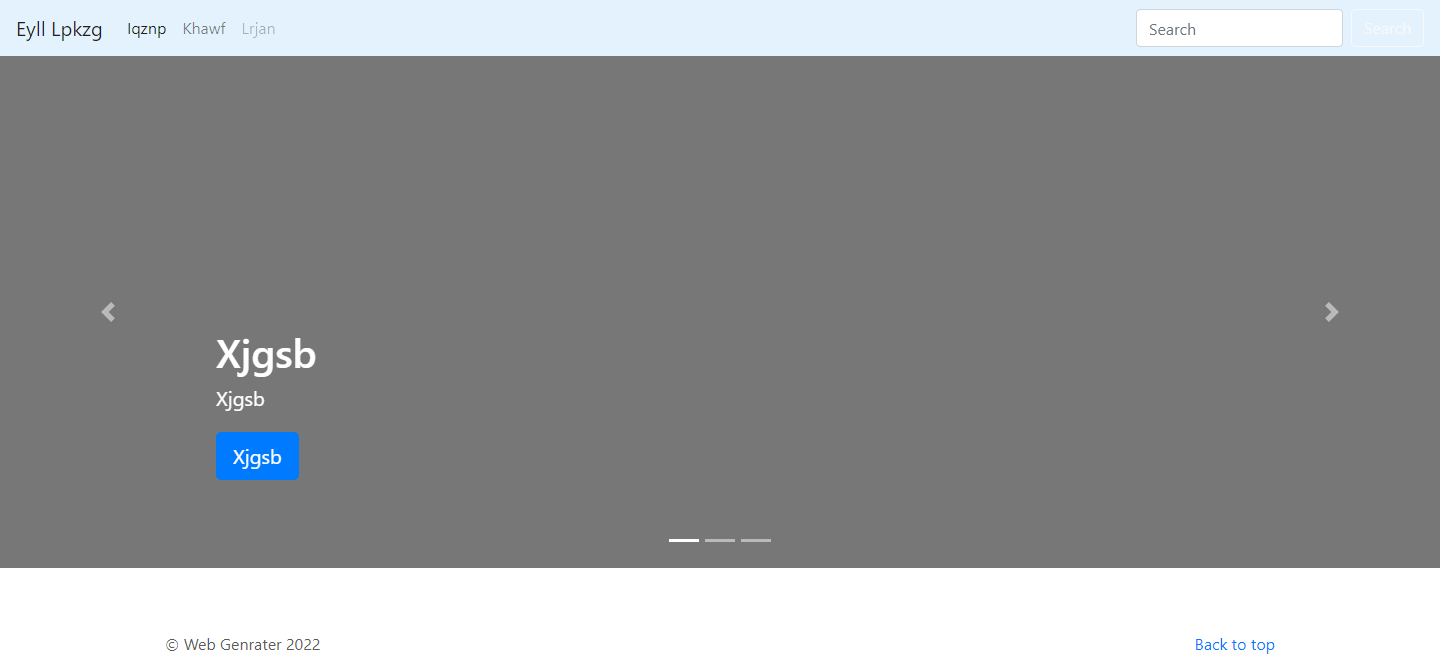 Eyll Lpkzg Iqznp Khawf Lrjan Search Search
Xjgsb
Xjgsb
Xjgsb
© Web Genrater 2022 Back to top